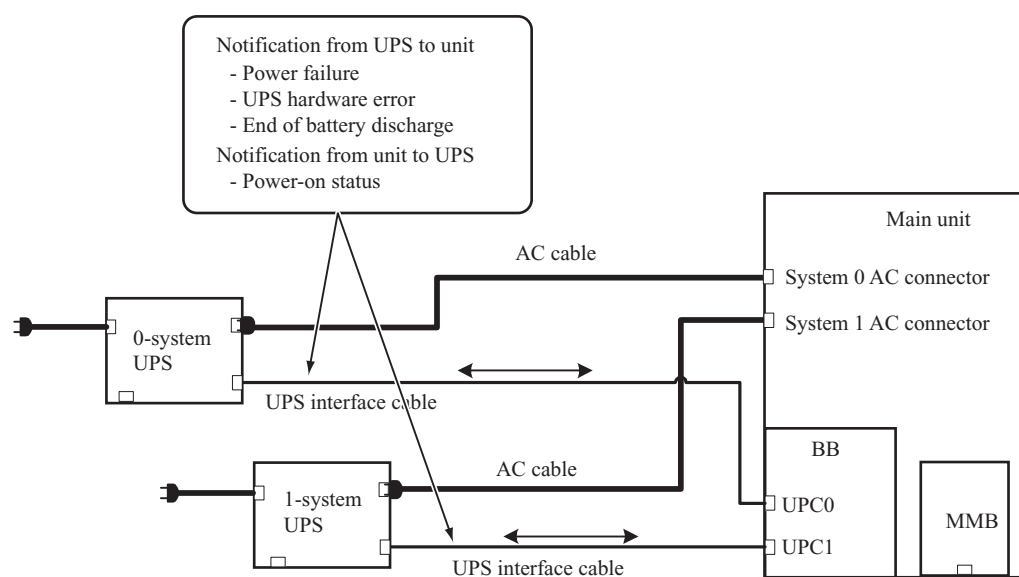 Notification from UPS to unit
- Power failure
- UPS hardware error
- End of battery discharge
Notification from unit to UPS
- Power-on status
Main unit
AC cable
System 0 AC connector
System 1 AC connector
0-system
UPS
UPS interface cable
BB
AC cable
1-system
UPS
UPC0
MMB
UPC1
UPS interface cable